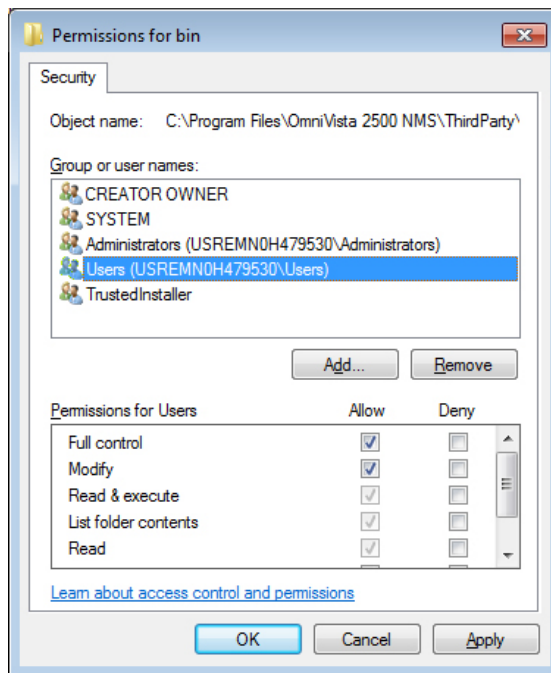 Permissions for bin
Security
Object name: C:\Program Files\OmniVista 2500 NMS\ThirdParty\
Group or user names:
CREATOR OWNER
SYSTEM
Administrators (USREMN0H479530\Administrators)
Users (USREMN0H479530\Users)
TrustedInstaller
Add... Remove
Permissions for Users Allow Deny
Full control
Modify
Read & execute
List folder contents
Read
Learn about access control and permissions
OK Cancel Apply